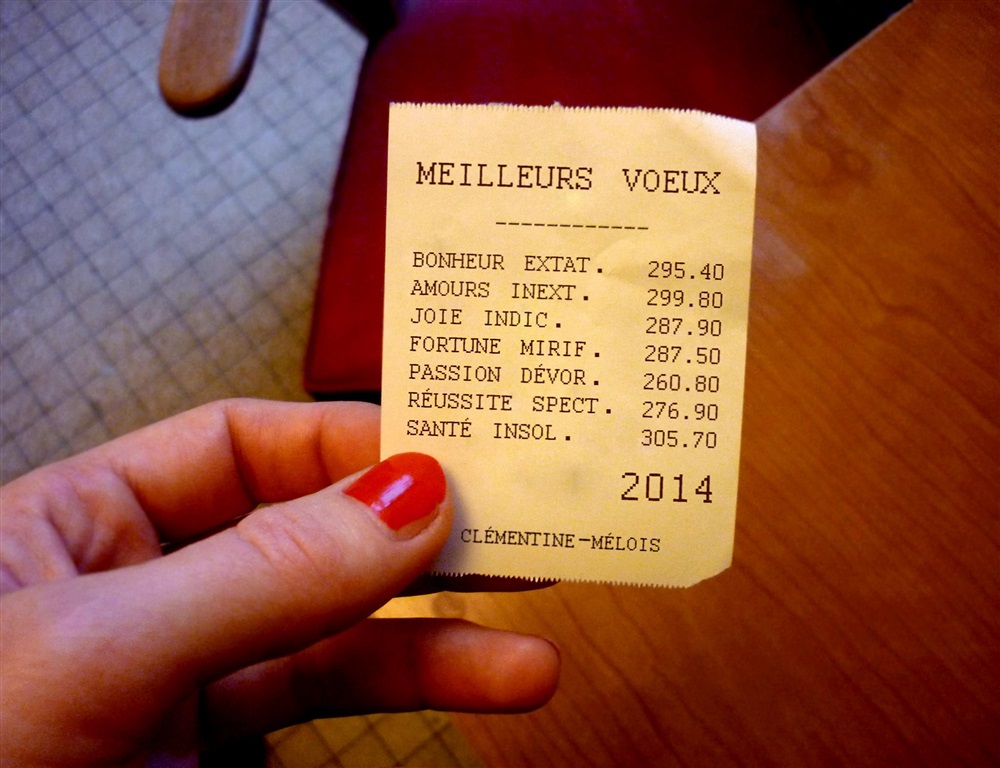 MEILLEURS VOEUX
------------
BONHEUR EXTAT. 295.40
AMOURS INEXT. 299.80
JOIE INDIC. 287.90
FORTUNE MIRIF. 287.50
PASSION DÉVOR. 260.80
RÉUSSITE SPECT. 276.90
SANTÉ INSOL. 305.70
2014
CLÉMENTINE-MÉLOIS